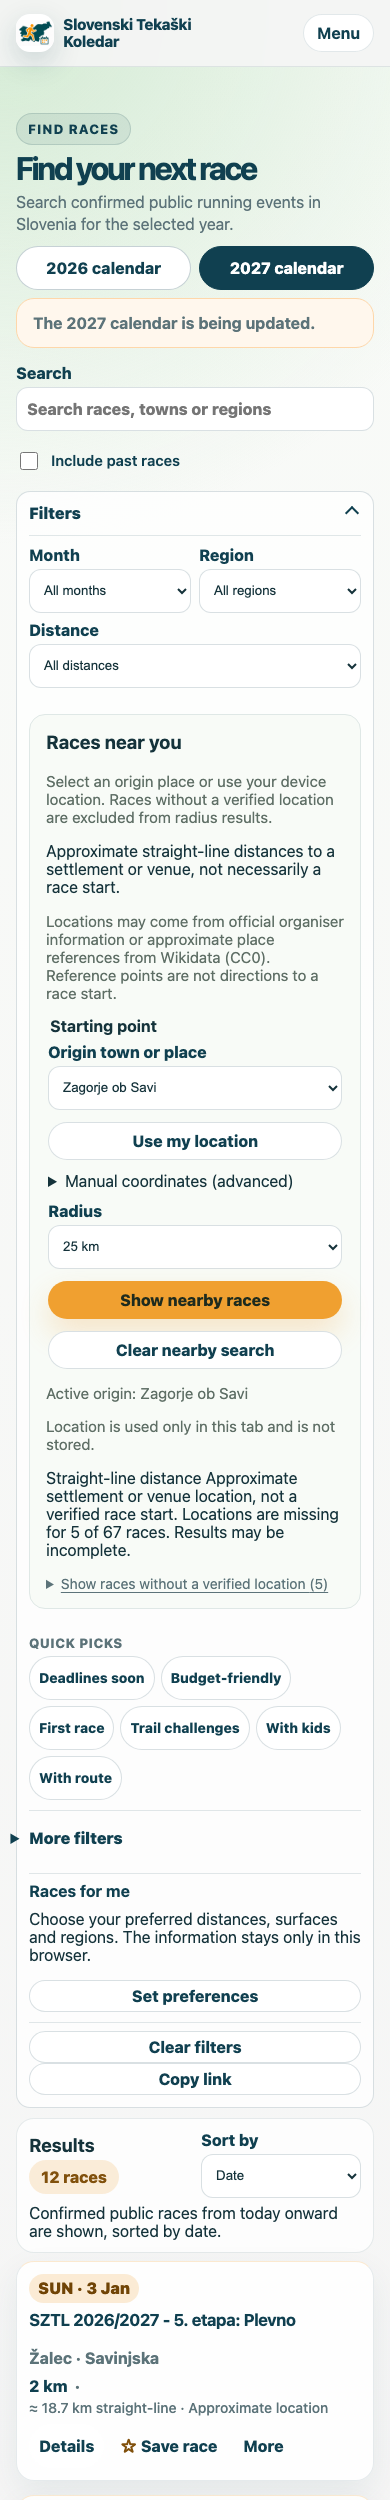 Slovenski Tekaški
Koledar
Menu
FIND RACES
Find your next race
Search confirmed public running events in
Slovenia for the selected year.
2026 calendar
2027 calendar
The 2027 calendar is being updated.
Search
Search races, towns or regions
Include past races
Filters
Month
Region
All months
All regions
Distance
All distances
Races near you
Select an origin place or use your device
location. Races without a verified location
are excluded from radius results.
Approximate straight-line distances to a
settlement or venue, not necessarily a
race start.
Locations may come from official organiser
information or approximate place
references from Wikidata (CC0).
Reference points are not directions to a
race start.
Starting point
Origin town or place
Zagorje ob Savi
Use my location
Manual coordinates (advanced)
Radius
25 km
Show nearby races
Clear nearby search
Active origin: Zagorje ob Savi
Location is used only in this tab and is not
stored.
Straight-line distance Approximate
settlement or venue location, not a
verified race start. Locations are missing
for 5 of 67 races. Results may be
incomplete.
Show races without a verified location (5)
QUICK PICKS
Deadlines soon
Budget-friendly
First race
Trail challenges
With kids
With route
More filters
Races for me
Choose your preferred distances, surfaces
and regions. The information stays only in this
browser.
Set preferences
Clear filters
Copy link
Results
Sort by
12 races
Date
Confirmed public races from today onward
are shown, sorted by date.
SUN · 3 Jan
SZTL 2026/2027 - 5. etapa: Plevno
Žalec · Savinjska
2 km ·
≈ 18.7 km straight-line · Approximate location
Details
☆ Save race
More